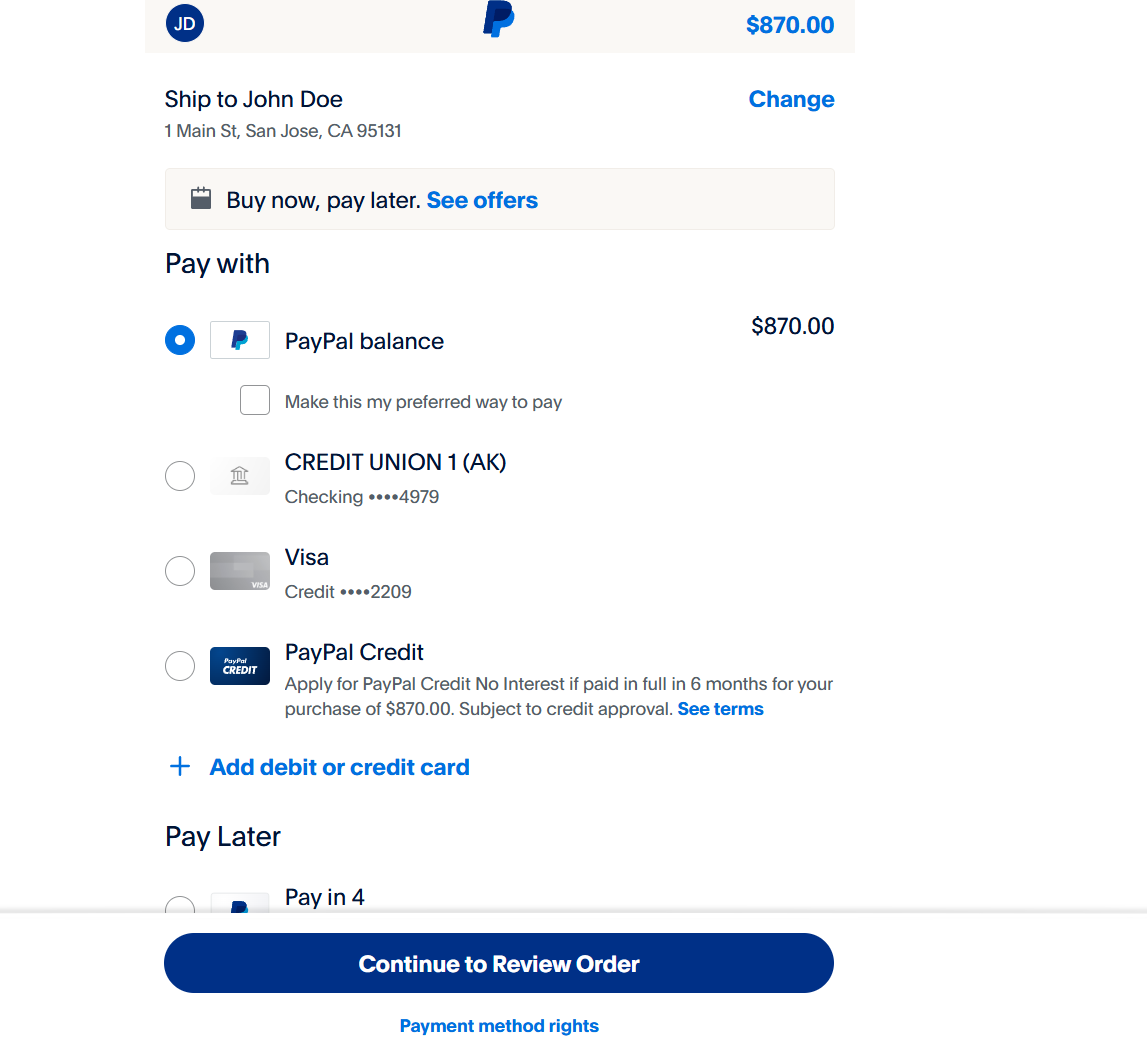 JD
$870.00
Ship to John Doe
Change
1 Main St, San Jose, CA 95131
Buy now, pay later. See offers
Pay with
PayPal balance
$870.00
Make this my preferred way to pay
CREDIT UNION 1 (AK)
Checking ••••4979
VISA
Visa
Credit ••••2209
PayPal
CREDIT
PayPal Credit
Apply for PayPal Credit No Interest if paid in full in 6 months for your
purchase of $870.00. Subject to credit approval. See terms
+ Add debit or credit card
Pay Later
Pay in 4
Continue to Review Order
Payment method rights